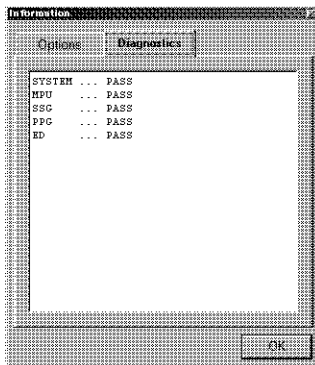 Information
Options Diagnostics
SYSTEM ... PASS
MPU ... PASS
SSG ... PASS
PPG ... PASS
ED ... PASS
OK